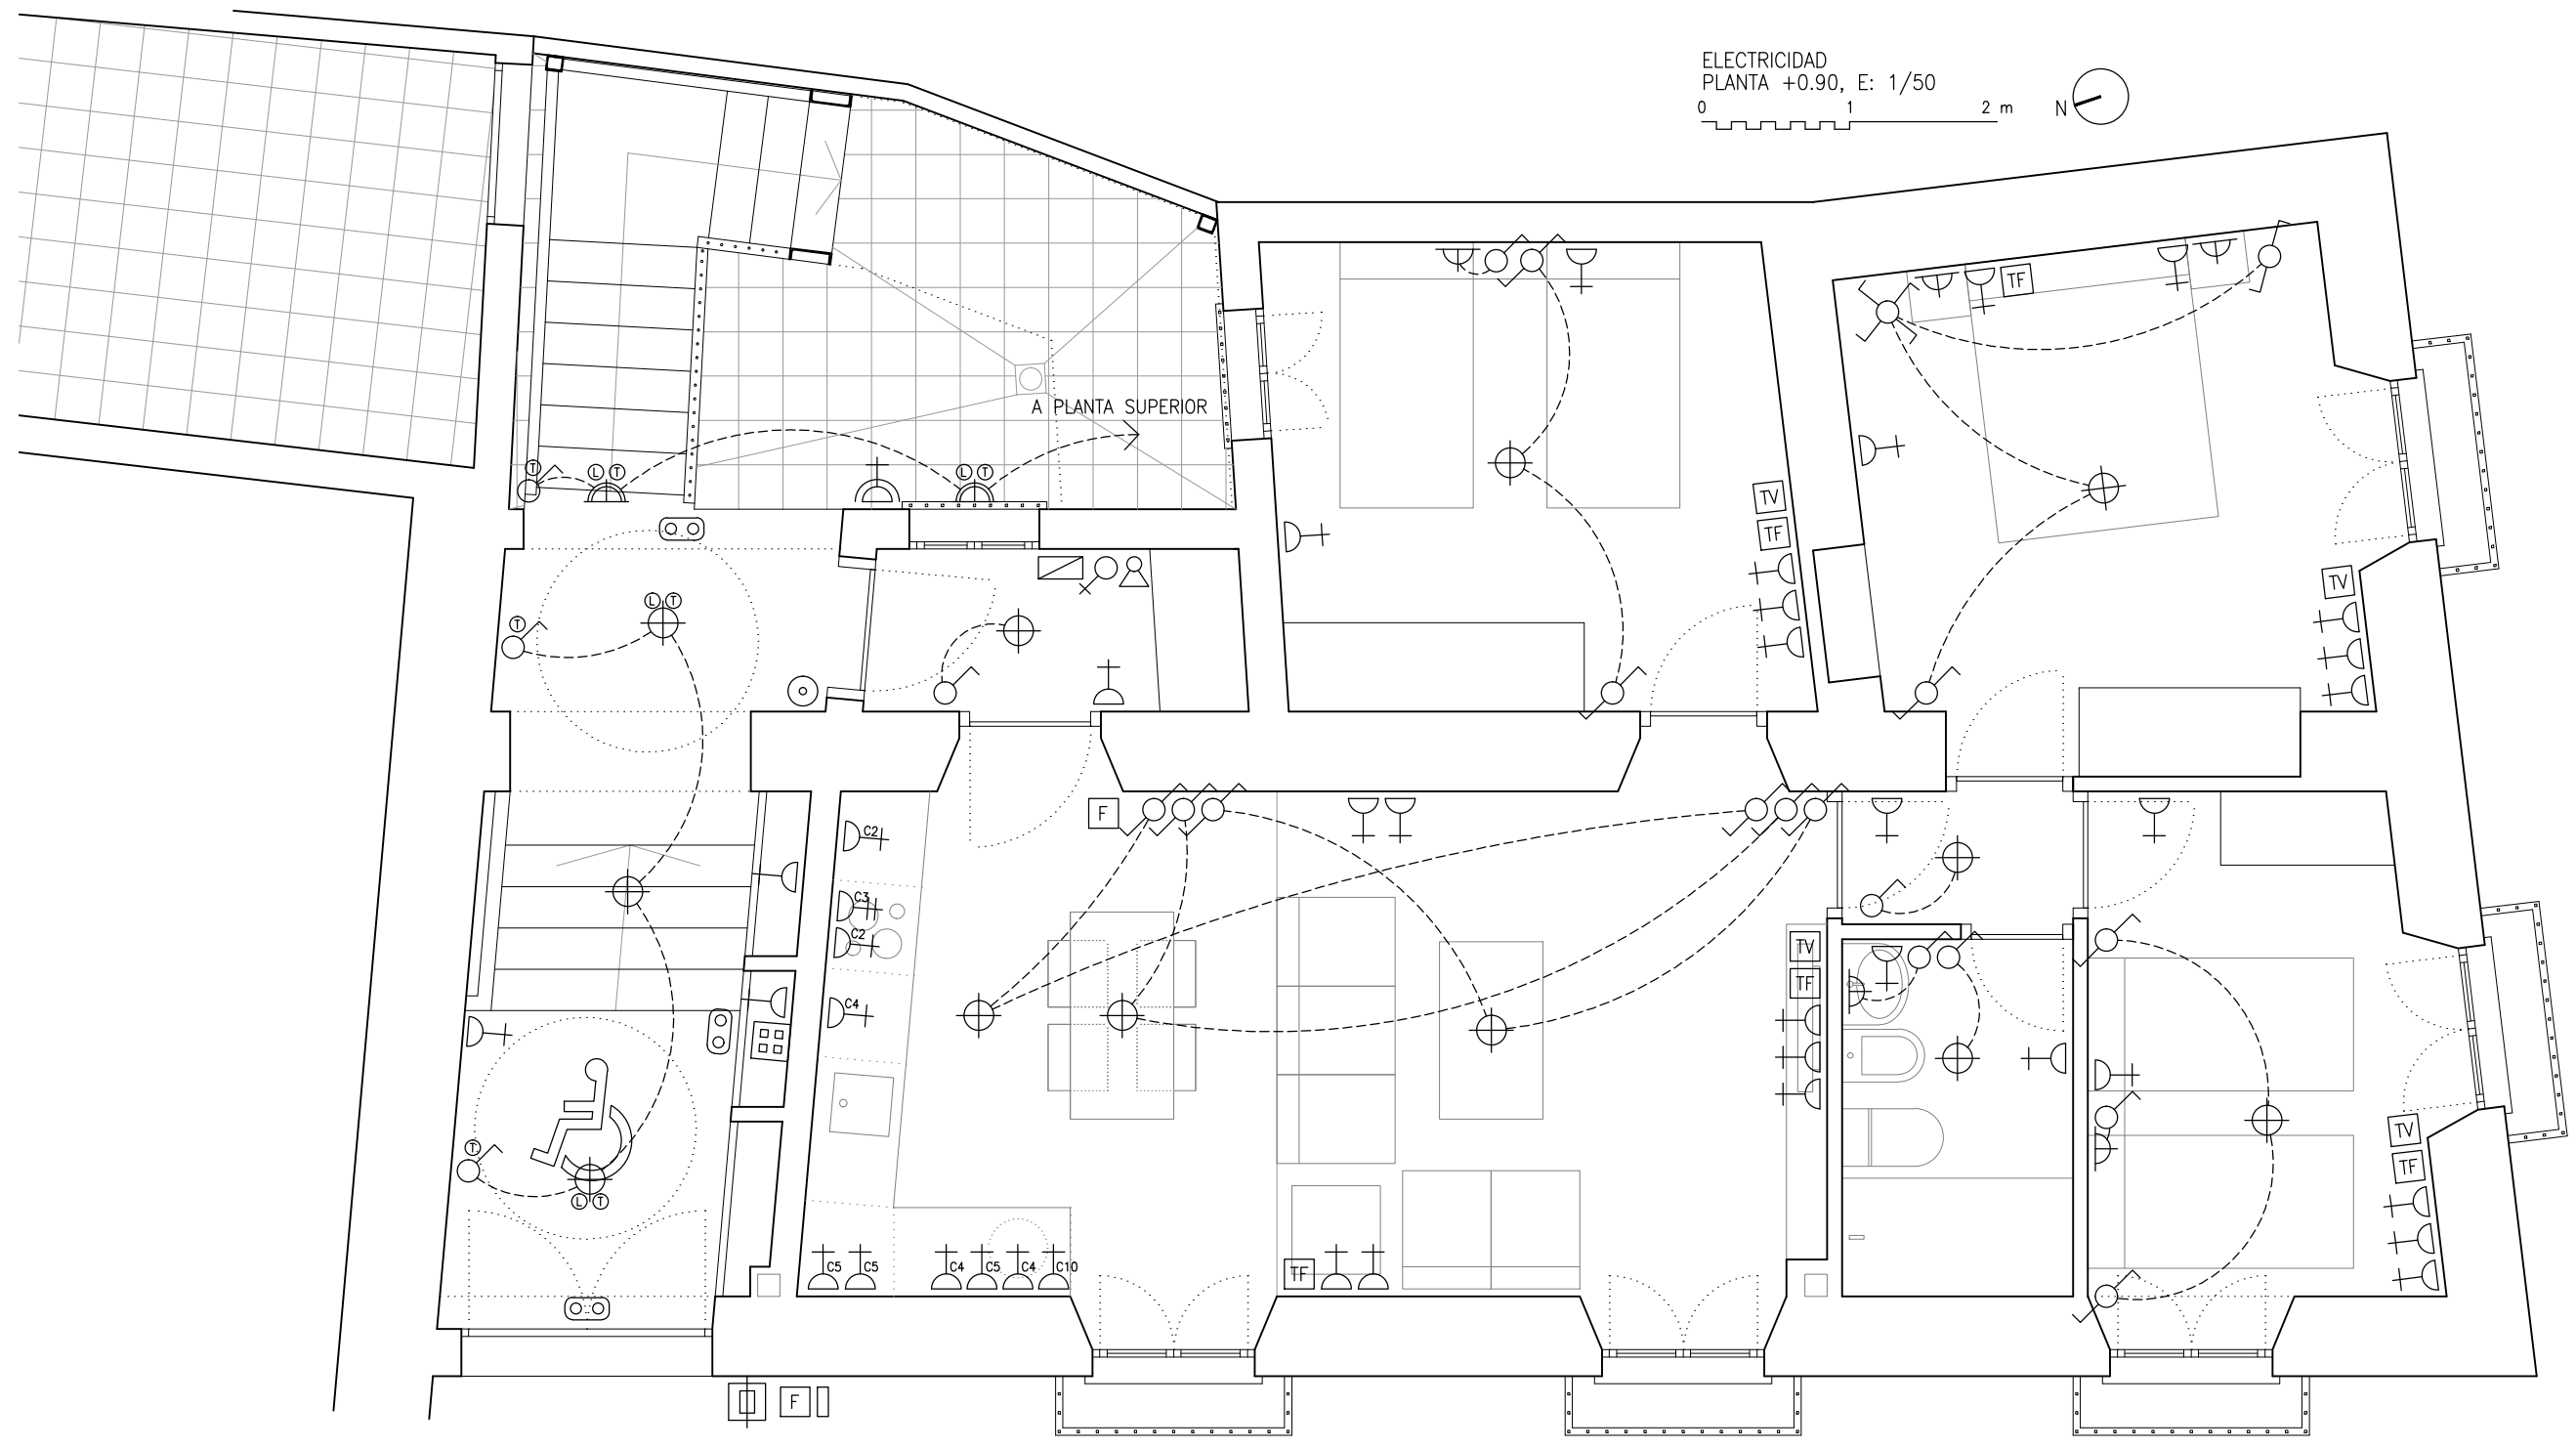 ELECTRICIDAD
PLANTA +0.90, E: 1/50
0 1 2 m
N
TF
A PLANTA SUPERIOR
T
L T
L T
TV
TF
TV
L T
T
F
C2
C3
C2
C4
TV
TF
T
L T
TV
TF
C5 C5 C4 C5 C4 C10
TF
F